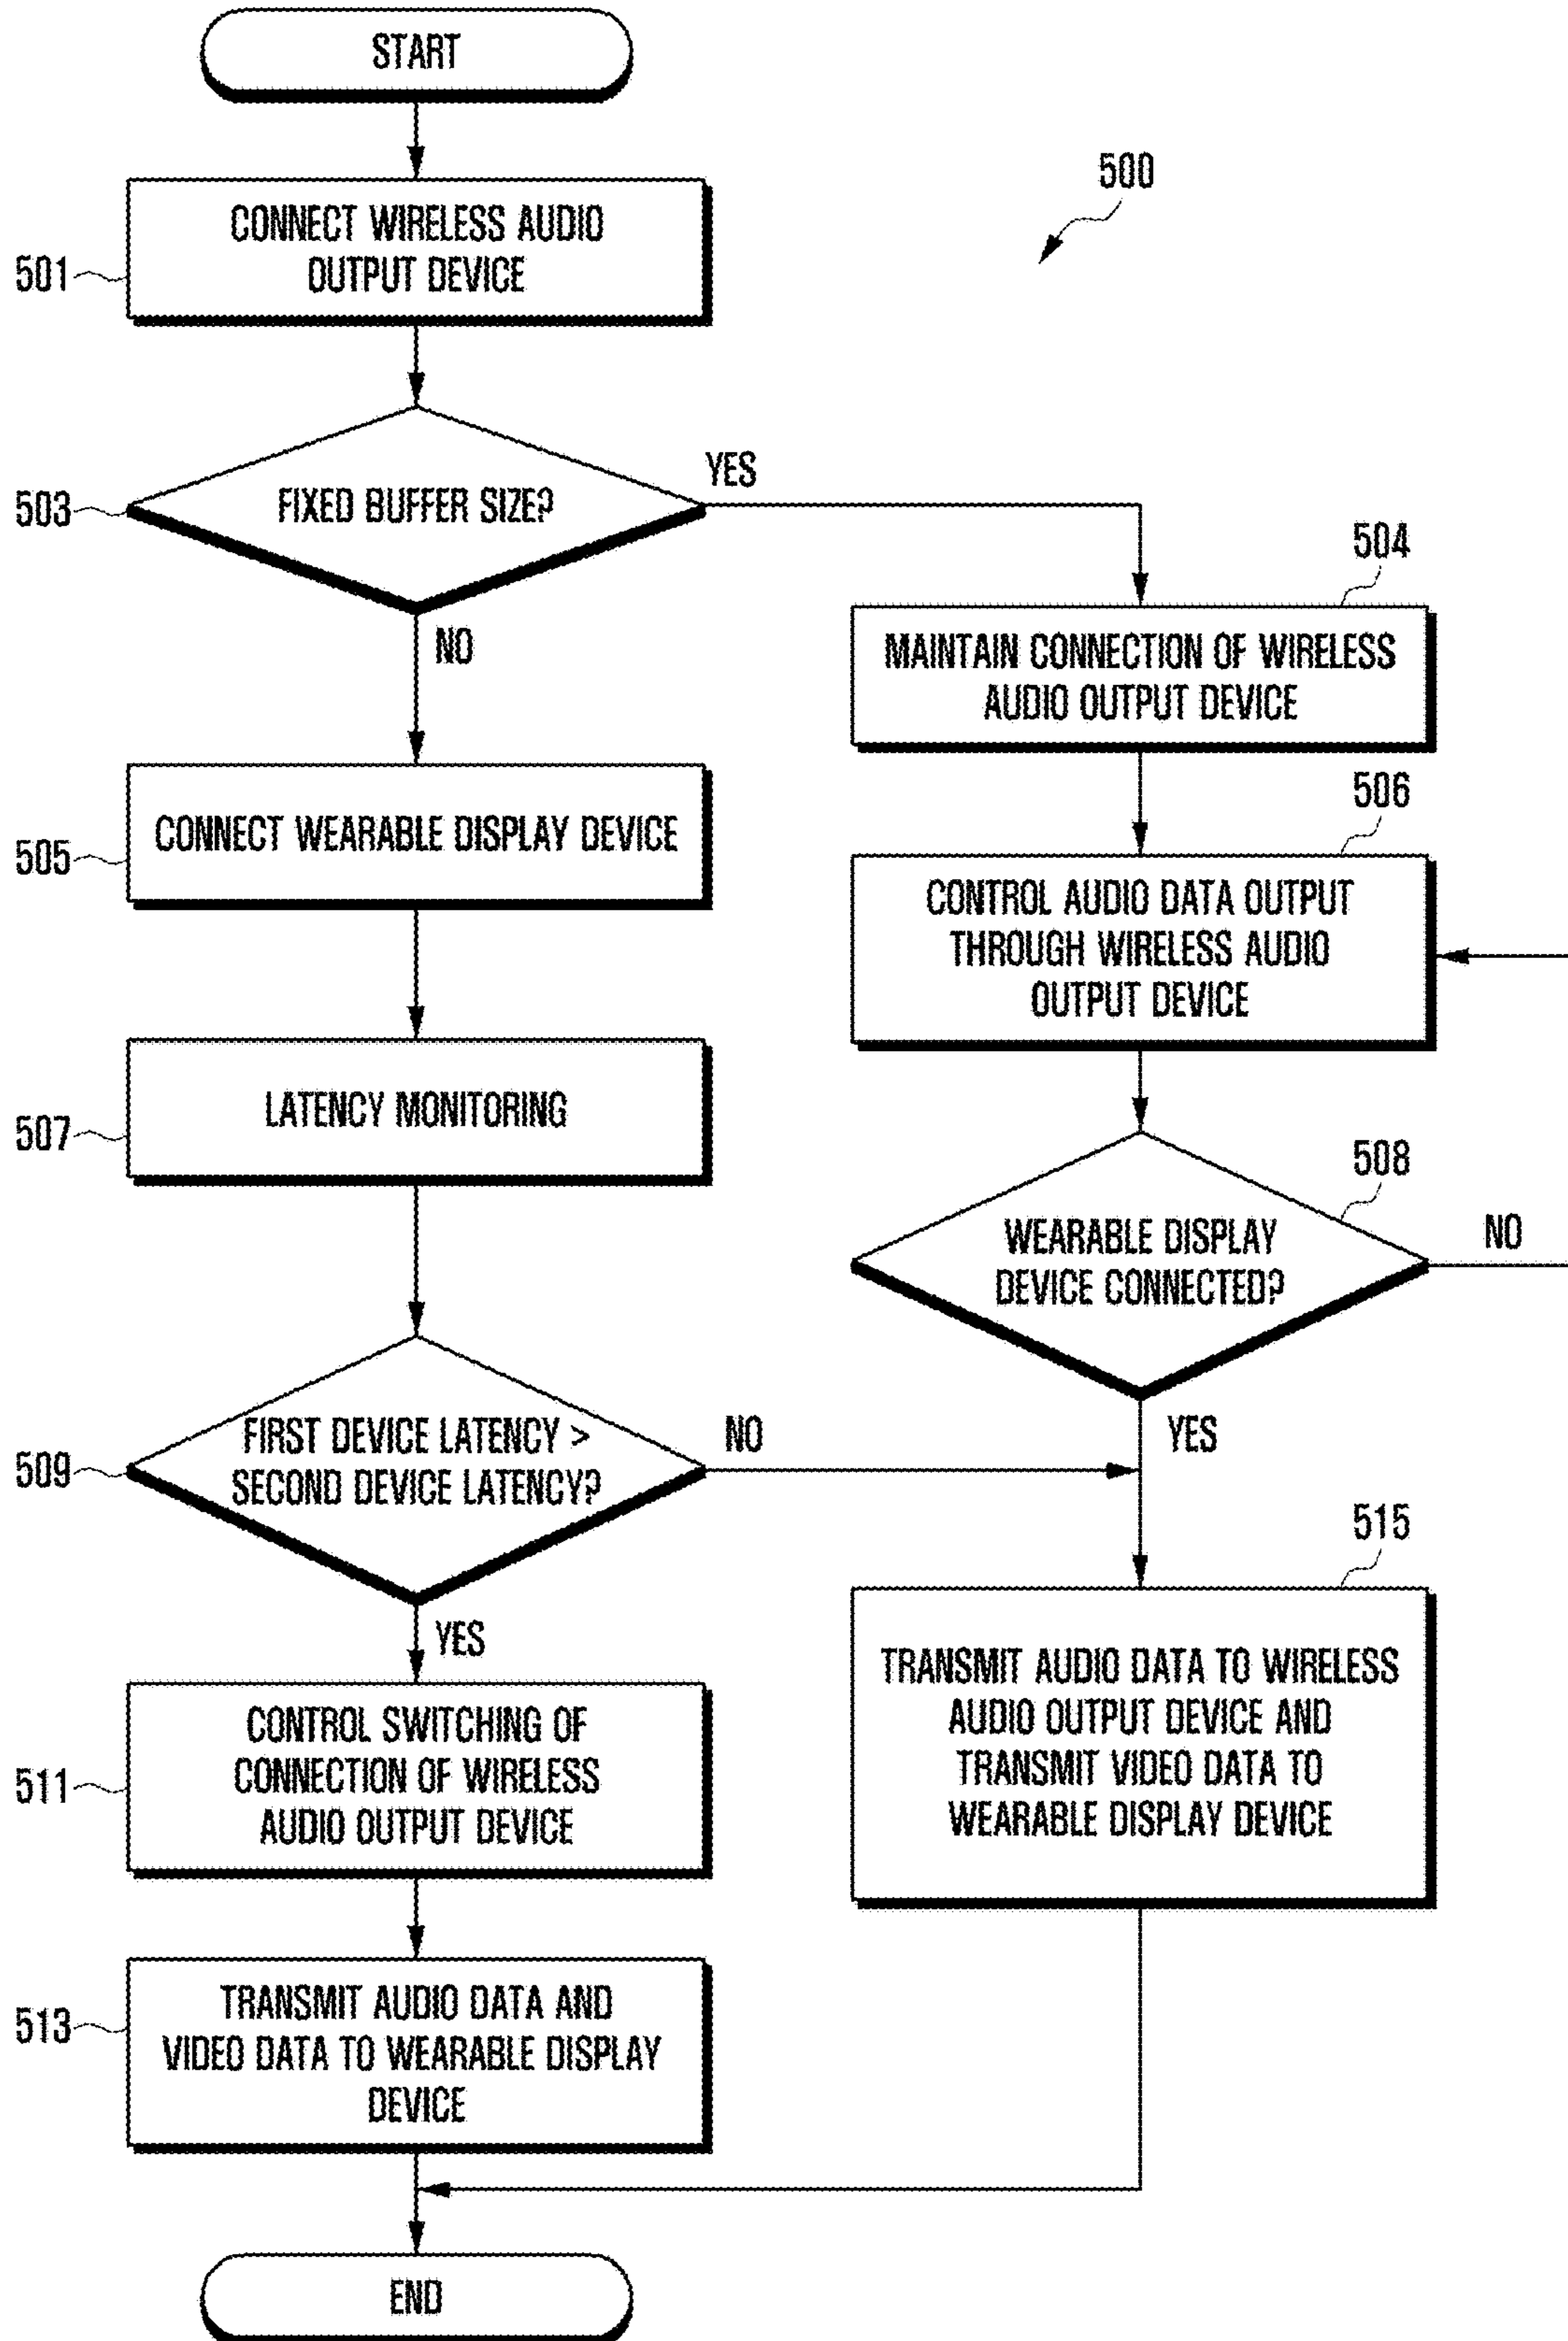 START
500
CONNECT WIRELESS AUDIO
OUTPUT DEVICE
501
FIXED BUFFER SIZE?
503
YES
NO
504
MAINTAIN CONNECTION OF WIRELESS
AUDIO OUTPUT DEVICE
CONNECT WEARABLE DISPLAY DEVICE
505
506
CONTROL AUDIO DATA OUTPUT
THROUGH WIRELESS AUDIO
OUTPUT DEVICE
LATENCY MONITORING
507
508
WEARABLE DISPLAY
DEVICE CONNECTED?
NO
YES
FIRST DEVICE LATENCY >
SECOND DEVICE LATENCY?
509
NO
YES
515
TRANSMIT AUDIO DATA TO WIRELESS
AUDIO OUTPUT DEVICE AND
TRANSMIT VIDEO DATA TO
WEARABLE DISPLAY DEVICE
CONTROL SWITCHING OF
CONNECTION OF WIRELESS
AUDIO OUTPUT DEVICE
511
TRANSMIT AUDIO DATA AND
VIDEO DATA TO WEARABLE DISPLAY
DEVICE
513
END